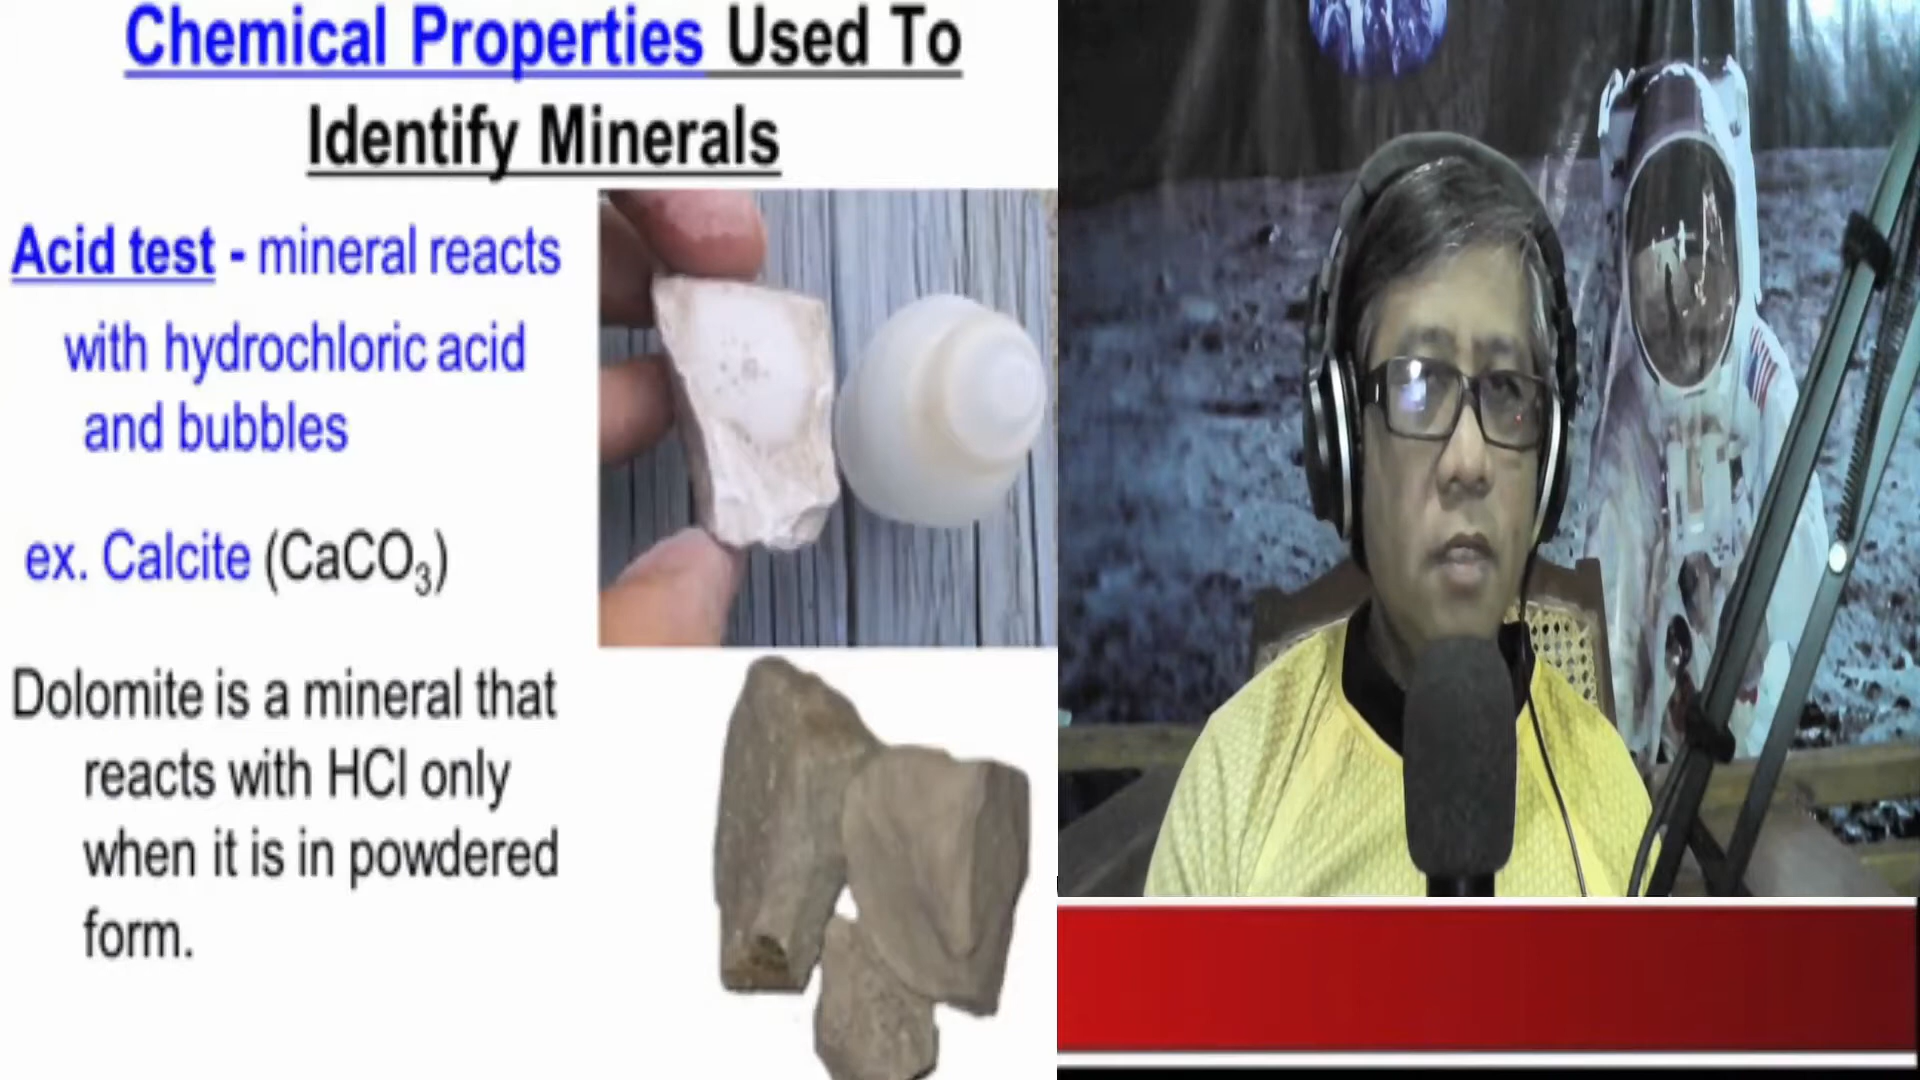 Chemical Properties Used To
Identify Minerals
Acid test - mineral reacts
with hydrochloric acid
and bubbles
ex. Calcite (CaCO₃)
Dolomite is a mineral that
reacts with HCl only
when it is in powdered
form.